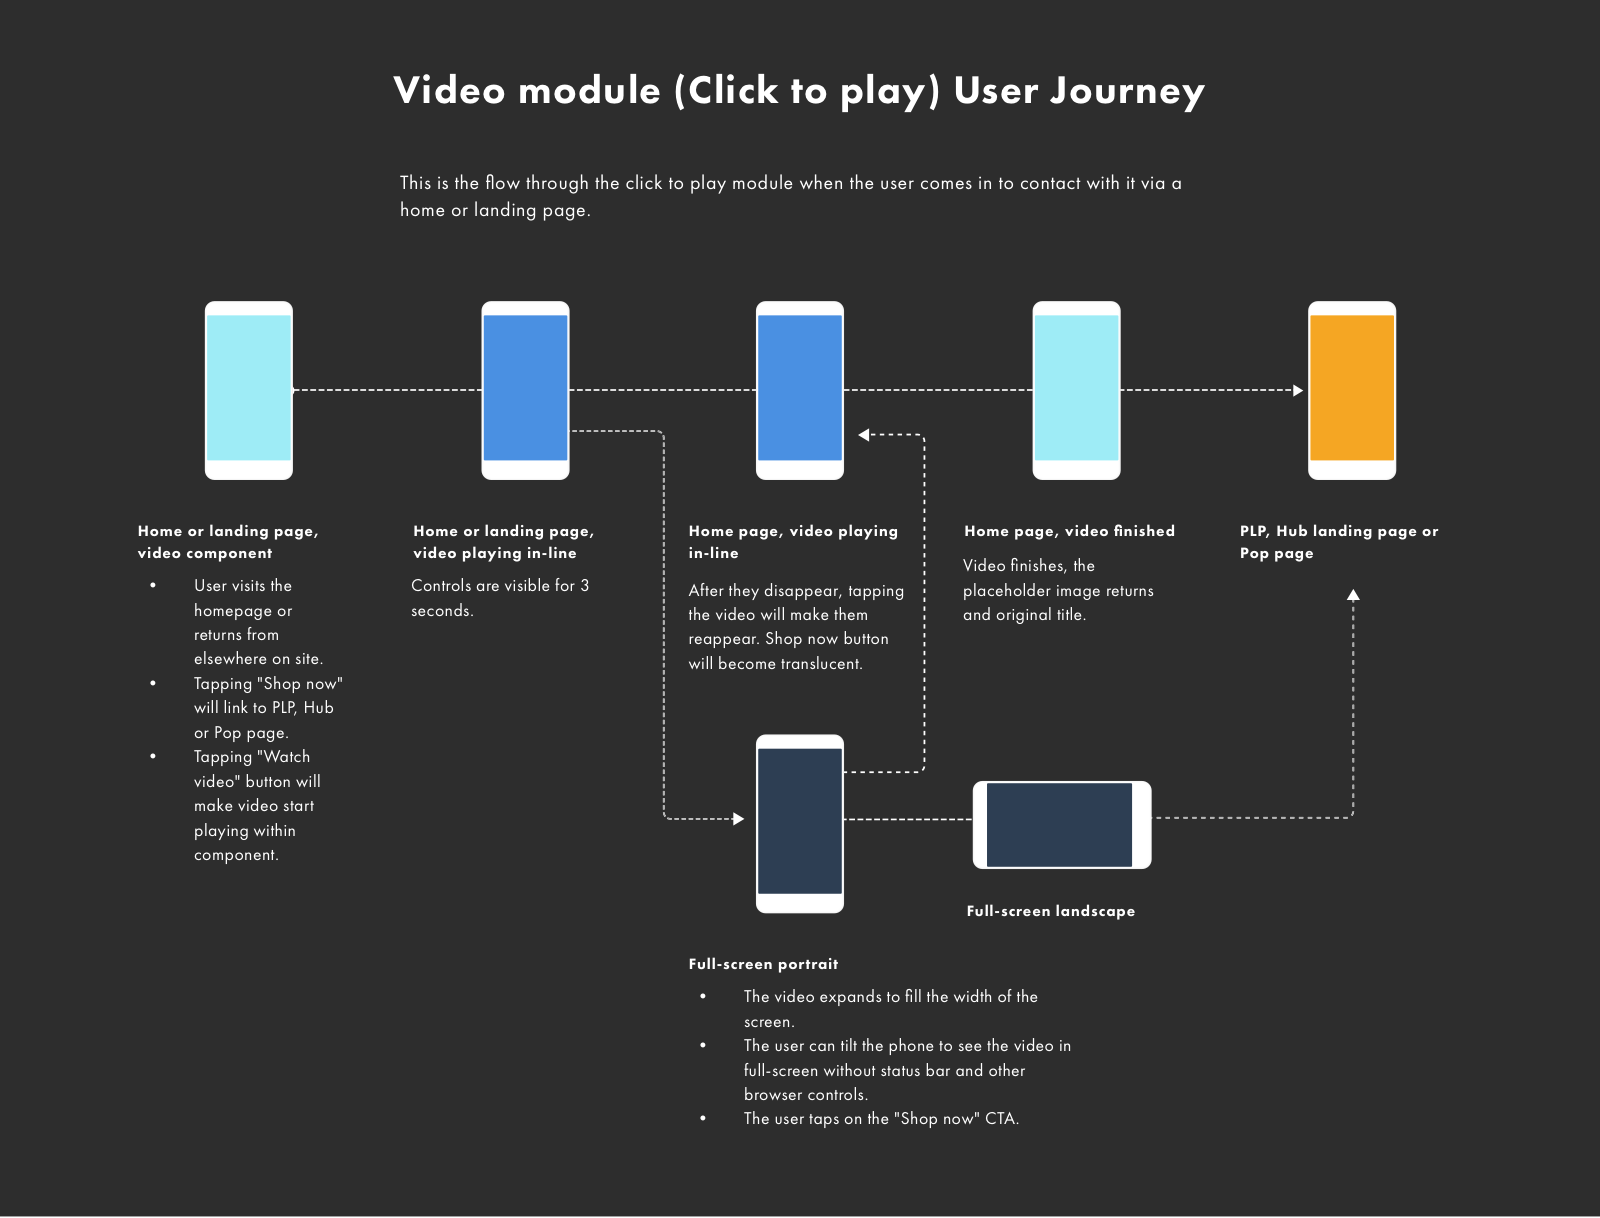 Video module (Click to play) User Journey
This is the flow through the click to play module when the user comes in to contact with it via a
home or landing page.
Home or landing page,
video component
• User visits the
homepage or
returns from
elsewhere on site.
• Tapping "Shop now"
will link to PLP, Hub
or Pop page.
• Tapping "Watch
video" button will
make video start
playing within
component.
Home or landing page,
video playing in-line
Controls are visible for 3
seconds.
Home page, video playing
in-line
After they disappear, tapping
the video will make them
reappear. Shop now button
will become translucent.
Home page, video finished
Video finishes, the
placeholder image returns
and original title.
PLP, Hub landing page or
Pop page
Full-screen landscape
Full-screen portrait
• The video expands to fill the width of the
screen.
• The user can tilt the phone to see the video in
full-screen without status bar and other
browser controls.
• The user taps on the "Shop now" CTA.